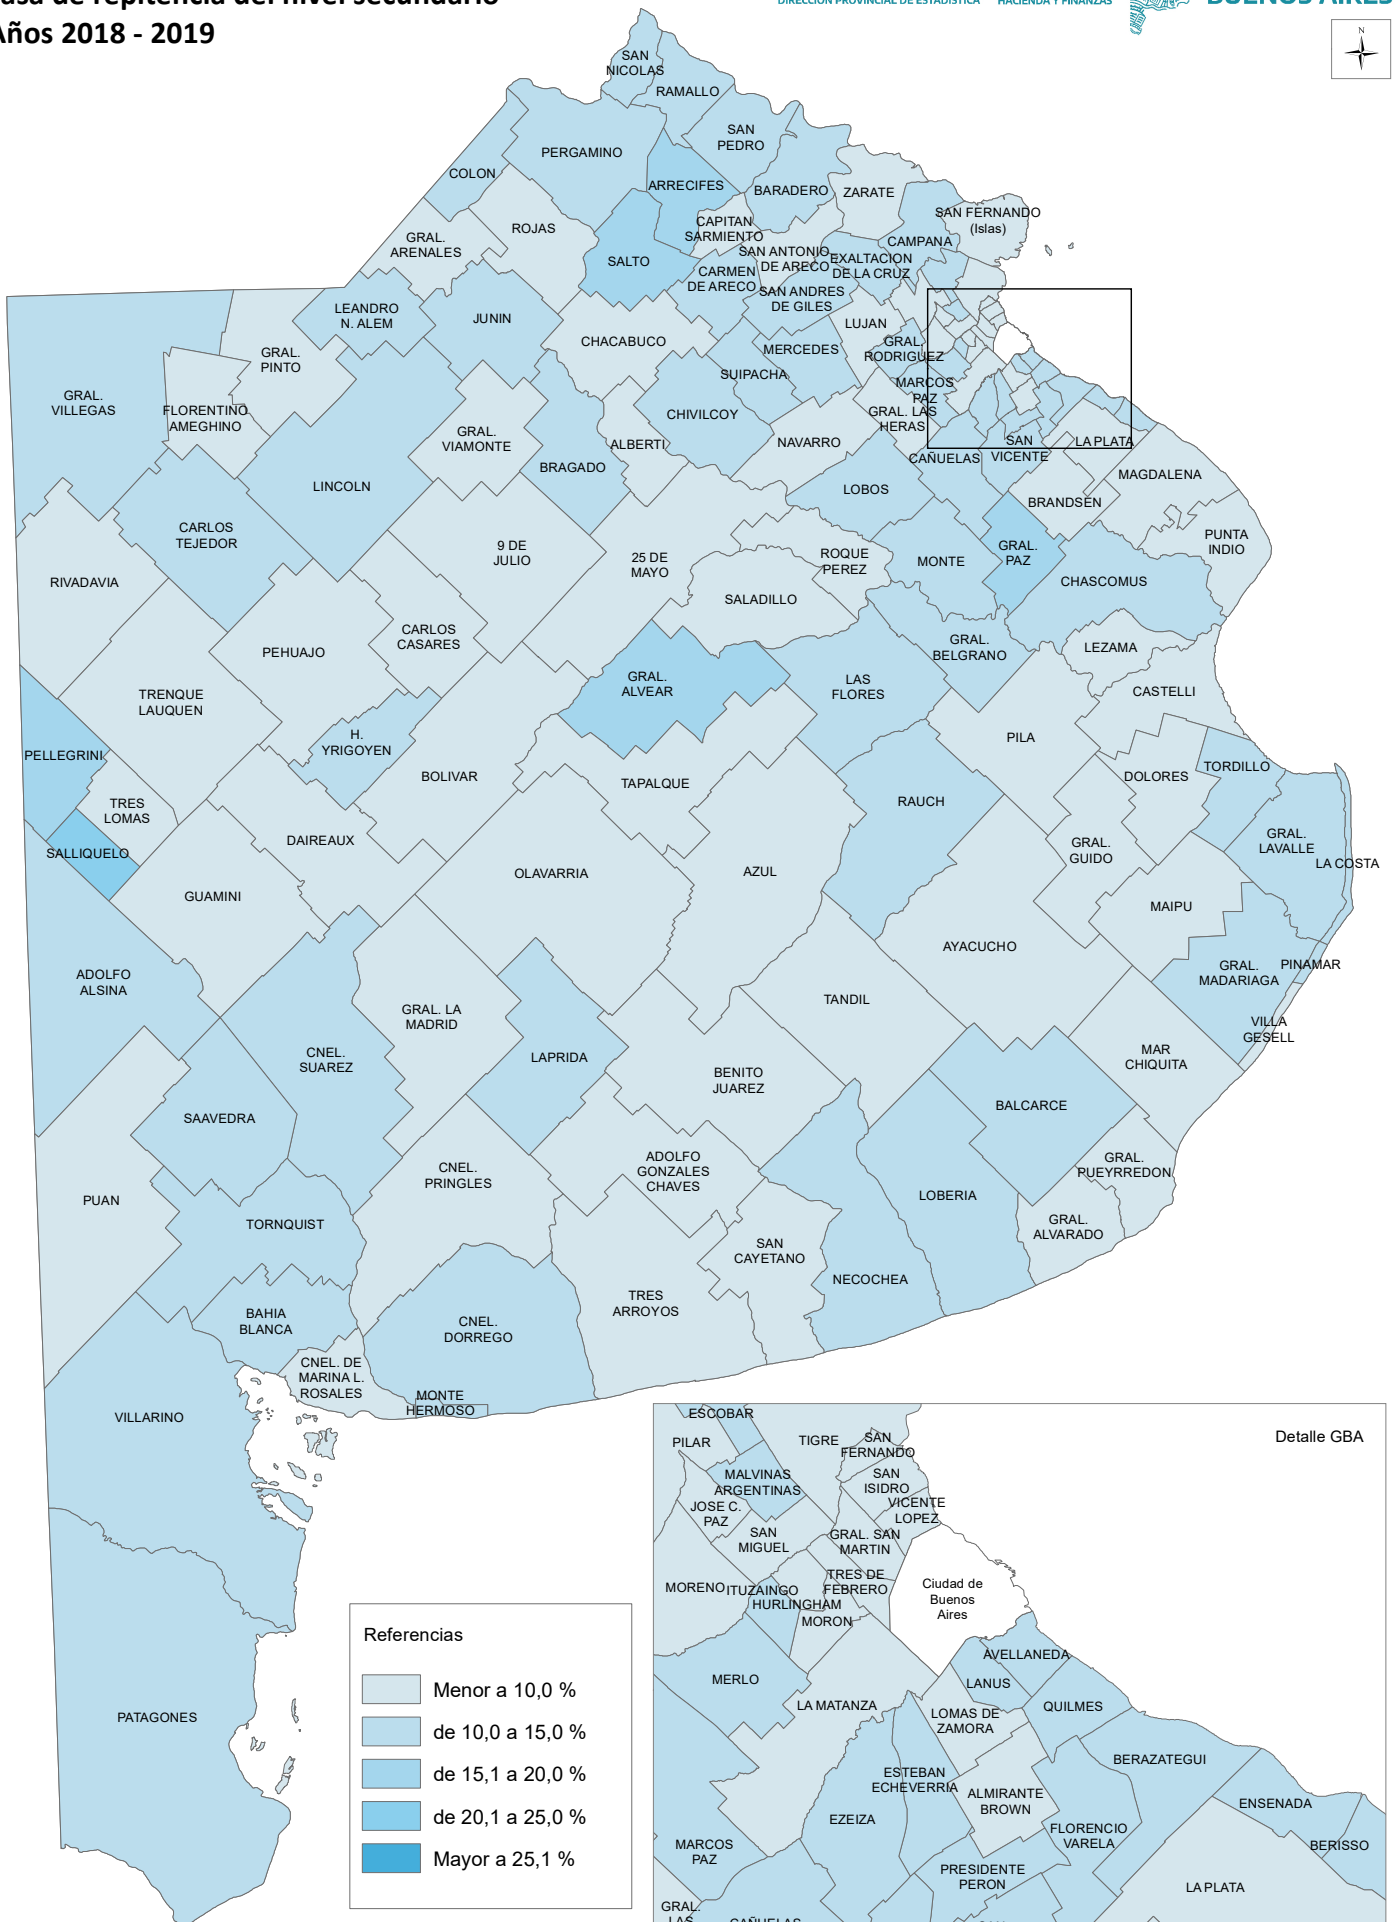 Tasa de repitencia del nivel secundario
Años 2018 - 2019
DIRECCIÓN PROVINCIAL DE ESTADÍSTICA
HACIENDA Y FINANZAS
BUENOS AIRES
N
SAN
NICOLAS
RAMALLO
SAN
PEDRO
PERGAMINO
COLON
ARRECIFES
BARADERO
ZARATE
SAN FERNANDO
(Islas)
ROJAS
CAPITAN
SARMIENTO
GRAL.
ARENALES
CAMPANA
SAN ANTONIO
DE ARECO
EXALTACION
DE LA CRUZ
SALTO
CARMEN
DE ARECO
SAN ANDRES
DE GILES
LEANDRO
N. ALEM
JUNIN
LUJAN
CHACABUCO
MERCEDES
GRAL.
RODRIGUEZ
GRAL.
PINTO
SUIPACHA
MARCOS
PAZ
GRAL.
VILLEGAS
FLORENTINO
AMEGHINO
CHIVILCOY
GRAL. LAS
HERAS
GRAL.
VIAMONTE
ALBERTI
NAVARRO
SAN
VICENTE
LA PLATA
CAÑUELAS
BRAGADO
MAGDALENA
LINCOLN
LOBOS
BRANDSEN
CARLOS
TEJEDOR
PUNTA
INDIO
9 DE
JULIO
25 DE
MAYO
ROQUE
PEREZ
MONTE
GRAL.
PAZ
RIVADAVIA
CHASCOMUS
SALADILLO
CARLOS
CASARES
PEHUAJO
GRAL.
BELGRANO
LEZAMA
TRENQUE
LAUQUEN
GRAL.
ALVEAR
LAS
FLORES
CASTELLI
H.
YRIGOYEN
PILA
PELLEGRINI
BOLIVAR
TAPALQUE
DOLORES
TORDILLO
TRES
LOMAS
RAUCH
DAIREAUX
GRAL.
GUIDO
GRAL.
LAVALLE
SALLIQUELO
LA COSTA
OLAVARRIA
AZUL
GUAMINI
MAIPU
AYACUCHO
ADOLFO
ALSINA
GRAL.
MADARIAGA
PINAMAR
TANDIL
GRAL. LA
MADRID
VILLA
GESELL
CNEL.
SUAREZ
LAPRIDA
MAR
CHIQUITA
BENITO
JUAREZ
BALCARCE
SAAVEDRA
ADOLFO
GONZALES
CHAVES
GRAL.
PUEYRREDON
CNEL.
PRINGLES
PUAN
LOBERIA
TORNQUIST
GRAL.
ALVARADO
SAN
CAYETANO
NECOCHEA
TRES
ARROYOS
BAHIA
BLANCA
CNEL.
DORREGO
CNEL. DE
MARINA L.
ROSALES
MONTE
HERMOSO
VILLARINO
PATAGONES
Referencias
Menor a 10,0 %
de 10,0 a 15,0 %
de 15,1 a 20,0 %
de 20,1 a 25,0 %
Mayor a 25,1 %
Detalle GBA
ESCOBAR
PILAR
TIGRE
SAN
FERNANDO
MALVINAS
ARGENTINAS
SAN
ISIDRO
JOSE C.
PAZ
VICENTE
LOPEZ
SAN
MIGUEL
GRAL. SAN
MARTIN
MORENO
ITUZAINGO
HURLINGHAM
TRES DE
FEBRERO
MORON
Ciudad de
Buenos
Aires
AVELLANEDA
MERLO
LANUS
LA MATANZA
LOMAS DE
ZAMORA
QUILMES
BERAZATEGUI
ESTEBAN
ECHEVERRIA
ALMIRANTE
BROWN
ENSENADA
EZEIZA
FLORENCIO
VARELA
BERISSO
MARCOS
PAZ
PRESIDENTE
PERON
LA PLATA
GRAL.
LAS
CAÑUELAS